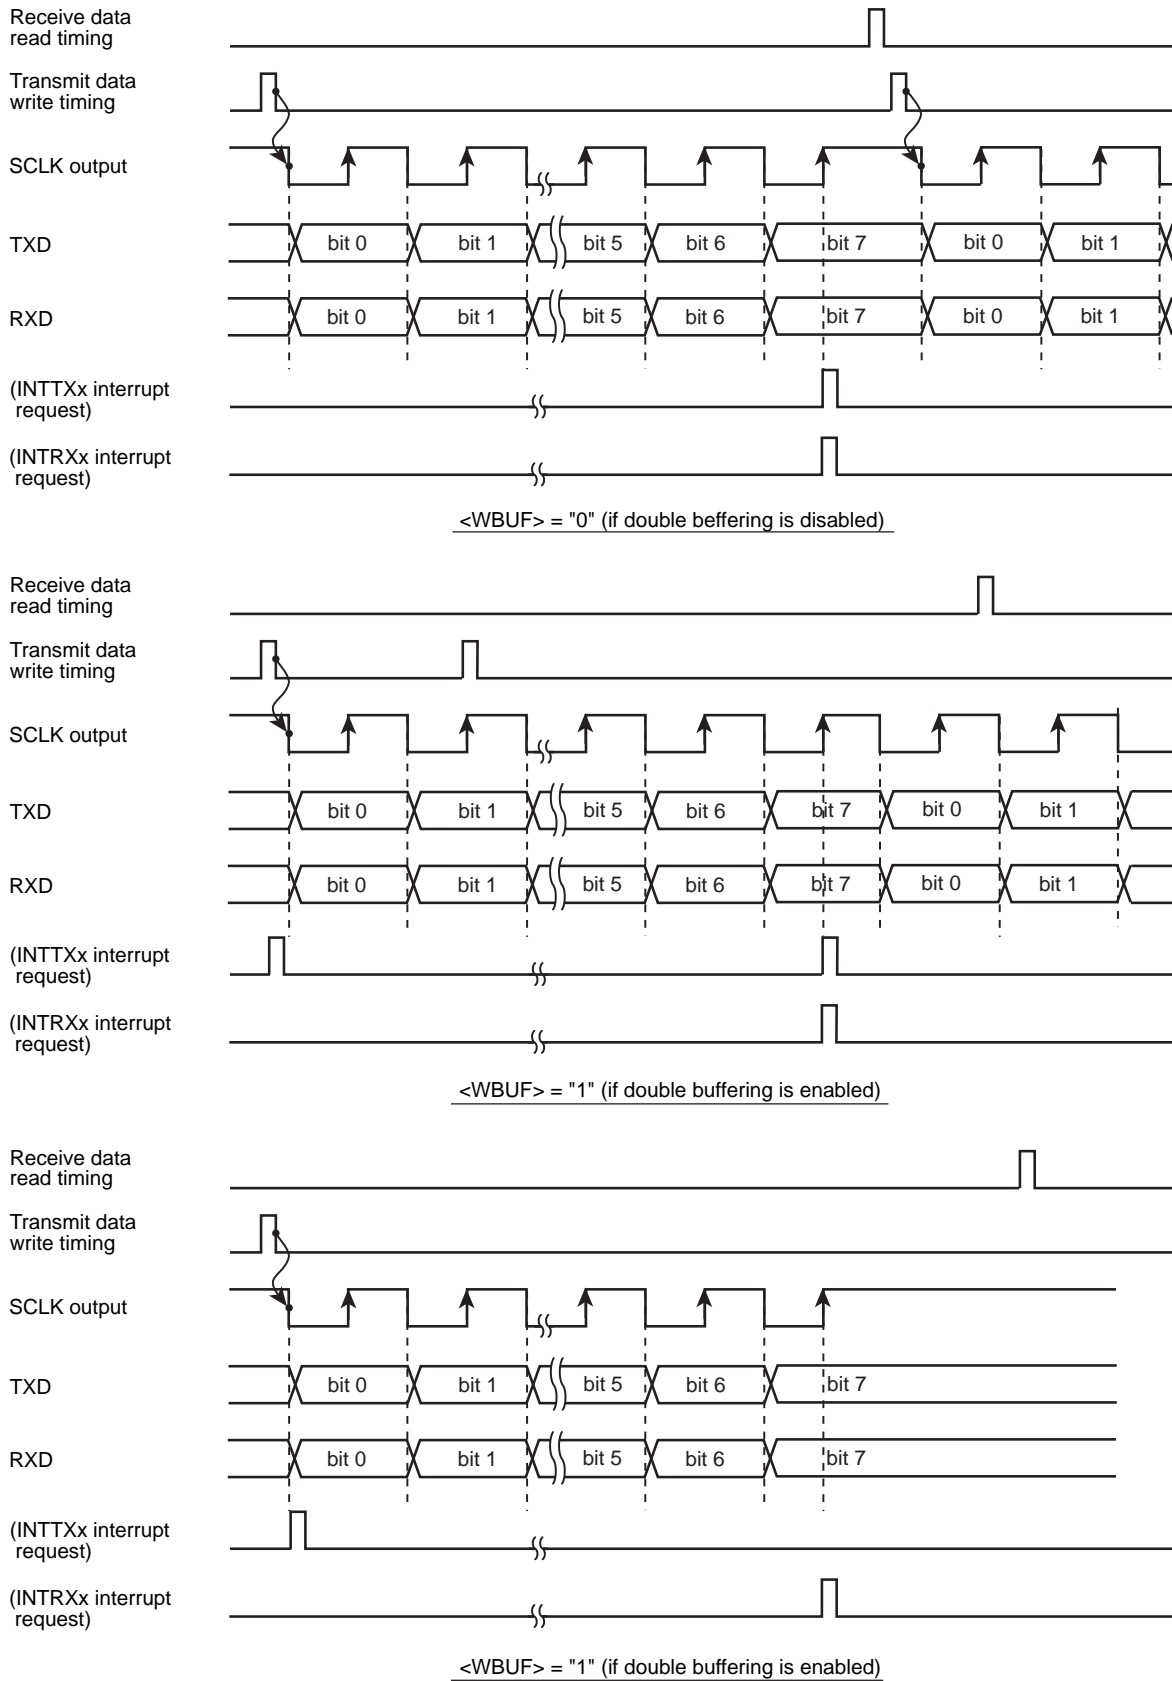 Receive data
read timing
Transmit data
write timing
SCLK output
TXD
bit 0 bit 1 bit 5 bit 6 bit 7 bit 0 bit 1
RXD
bit 0 bit 1 bit 5 bit 6 bit 7 bit 0 bit 1
(INTTXx interrupt
request)
(INTRXx interrupt
request)
<WBUF> = "0" (if double beffering is disabled)
Receive data
read timing
Transmit data
write timing
SCLK output
TXD
bit 0 bit 1 bit 5 bit 6 bit 7 bit 0 bit 1
RXD
bit 0 bit 1 bit 5 bit 6 bit 7 bit 0 bit 1
(INTTXx interrupt
request)
(INTRXx interrupt
request)
<WBUF> = "1" (if double buffering is enabled)
Receive data
read timing
Transmit data
write timing
SCLK output
TXD
bit 0 bit 1 bit 5 bit 6 bit 7
RXD
bit 0 bit 1 bit 5 bit 6 bit 7
(INTTXx interrupt
request)
(INTRXx interrupt
request)
<WBUF> = "1" (if double buffering is enabled)